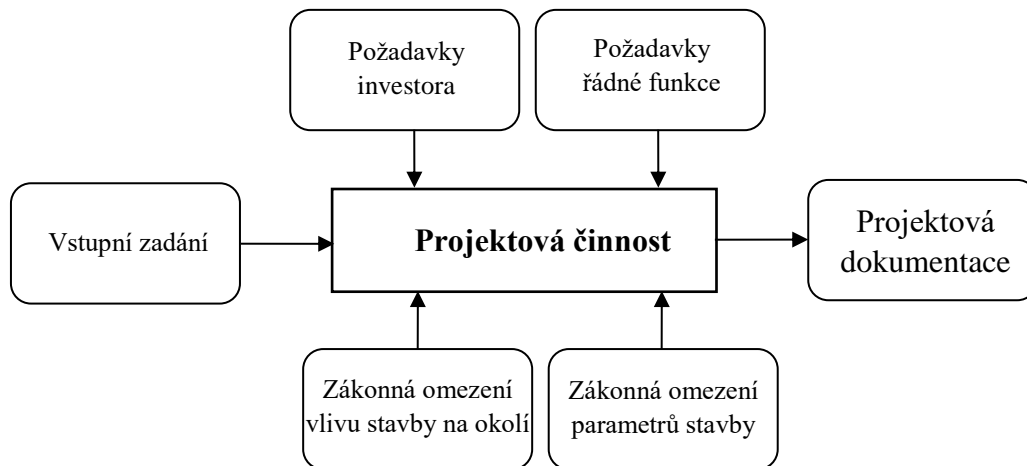 Požadavky
investora
Požadavky
řádné funkce
Vstupní zadání
Projektová činnost
Projektová
dokumentace
Zákonná omezení
vlivu stavby na okolí
Zákonná omezení
parametrů stavby